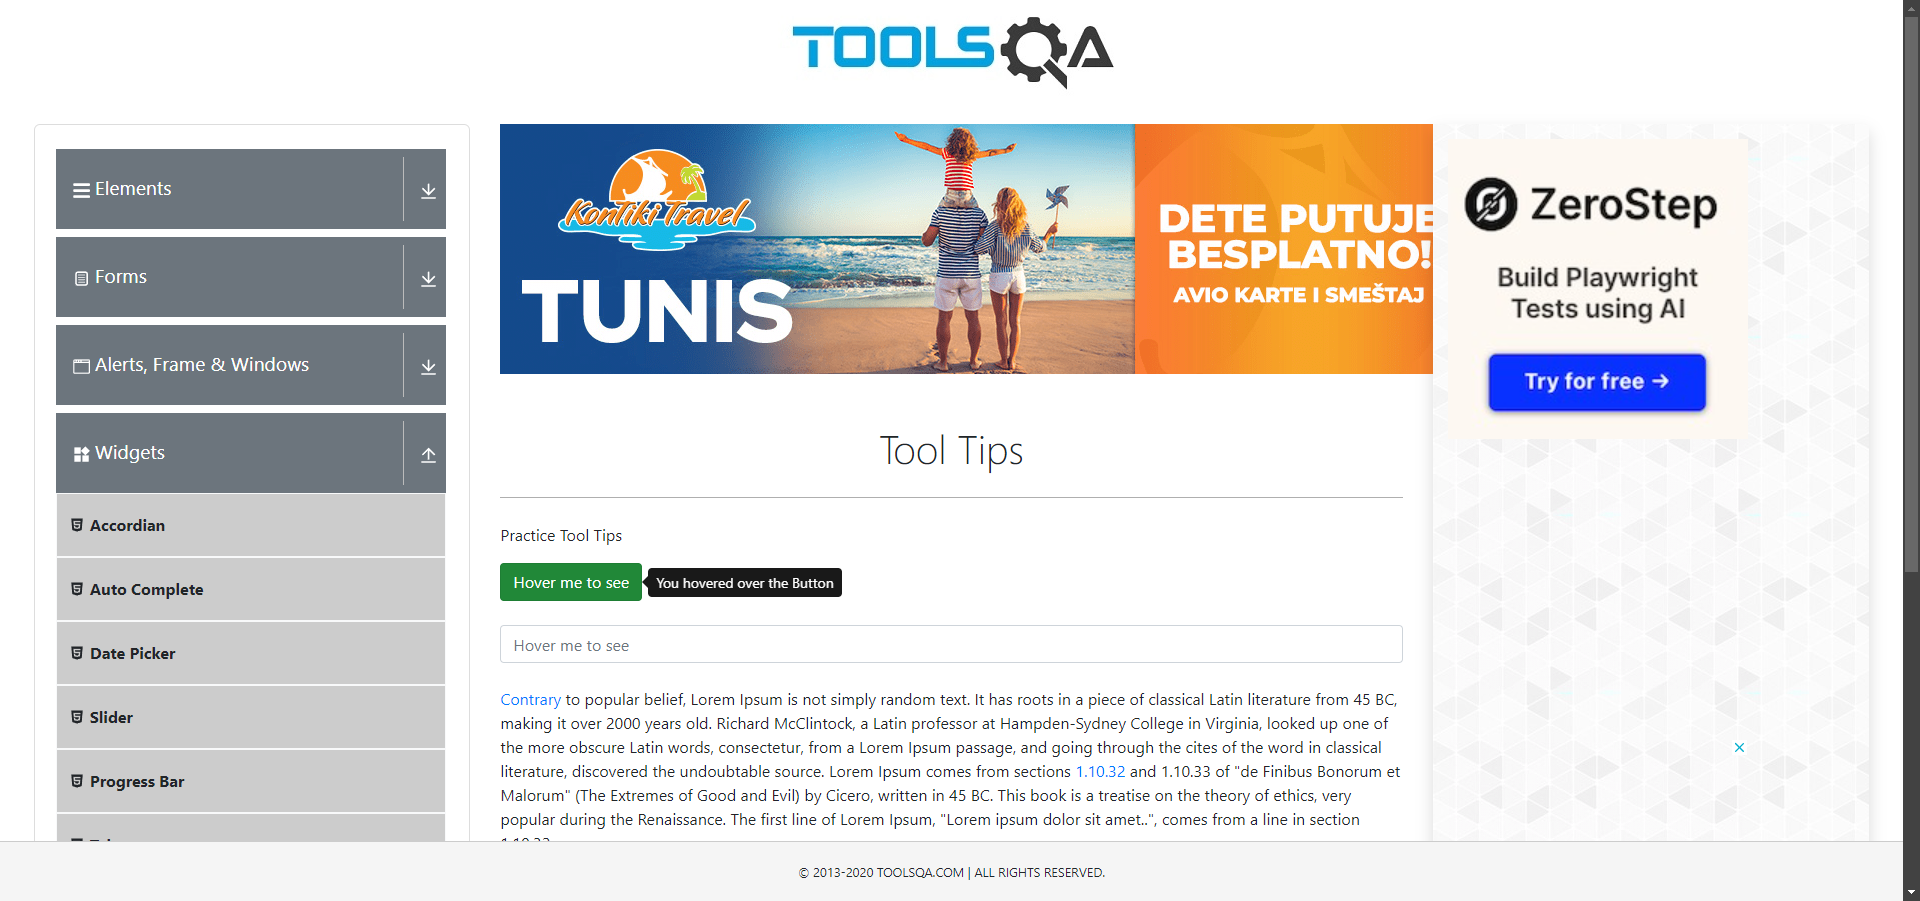 TOOLSQA
Elements
Forms
Alerts, Frame & Windows
Widgets
Accordian
Auto Complete
Date Picker
Slider
Progress Bar
KonTiki Travel
TUNIS
DETE PUTUJE
BESPLATNO!
AVIO KARTE I SMEŠTAJ
ZeroStep
Build Playwright
Tests using AI
Try for free →
Tool Tips
Practice Tool Tips
Hover me to see
You hovered over the Button
Hover me to see
Contrary to popular belief, Lorem Ipsum is not simply random text. It has roots in a piece of classical Latin literature from 45 BC,
making it over 2000 years old. Richard McClintock, a Latin professor at Hampden-Sydney College in Virginia, looked up one of
the more obscure Latin words, consectetur, from a Lorem Ipsum passage, and going through the cites of the word in classical
literature, discovered the undoubtable source. Lorem Ipsum comes from sections 1.10.32 and 1.10.33 of "de Finibus Bonorum et
Malorum" (The Extremes of Good and Evil) by Cicero, written in 45 BC. This book is a treatise on the theory of ethics, very
popular during the Renaissance. The first line of Lorem Ipsum, "Lorem ipsum dolor sit amet..", comes from a line in section
© 2013-2020 TOOLSQA.COM | ALL RIGHTS RESERVED.